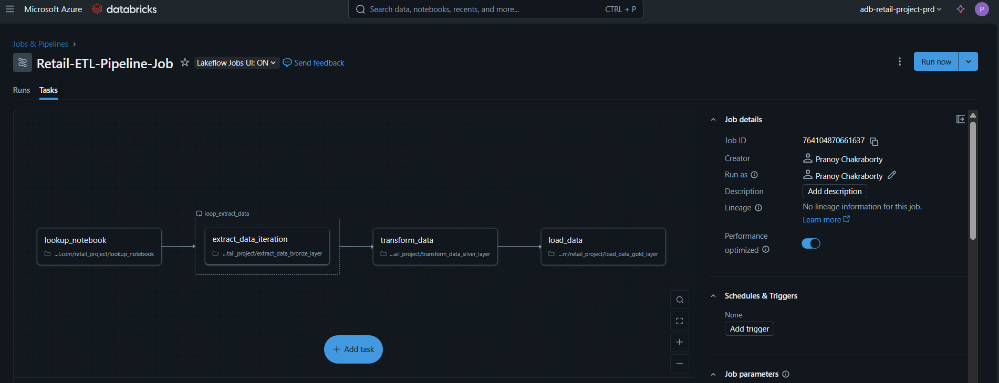 Microsoft Azure databricks
Search data, notebooks, recents, and more... CTRL + P
adb-retail-project-prd
P
Jobs & Pipelines
Retail-ETL-Pipeline-Job Lakeflow Jobs UI: ON Send feedback
Run now
Runs Tasks
loop_extract_data
lookup_notebook
...l.com/retail_project/lookup_notebook
extract_data_iteration
...tail_project/extract_data_bronze_layer
transform_data
...ail_project/transform_data_silver_layer
load_data
...m/retail_project/load_data_gold_layer
+ Add task
Job details
Job ID 764104870661637
Creator Pranoy Chakraborty
Run as Pranoy Chakraborty
Description Add description
Lineage No lineage information for this job.
Learn more
Performance
optimized
Schedules & Triggers
None
Add trigger
Job parameters